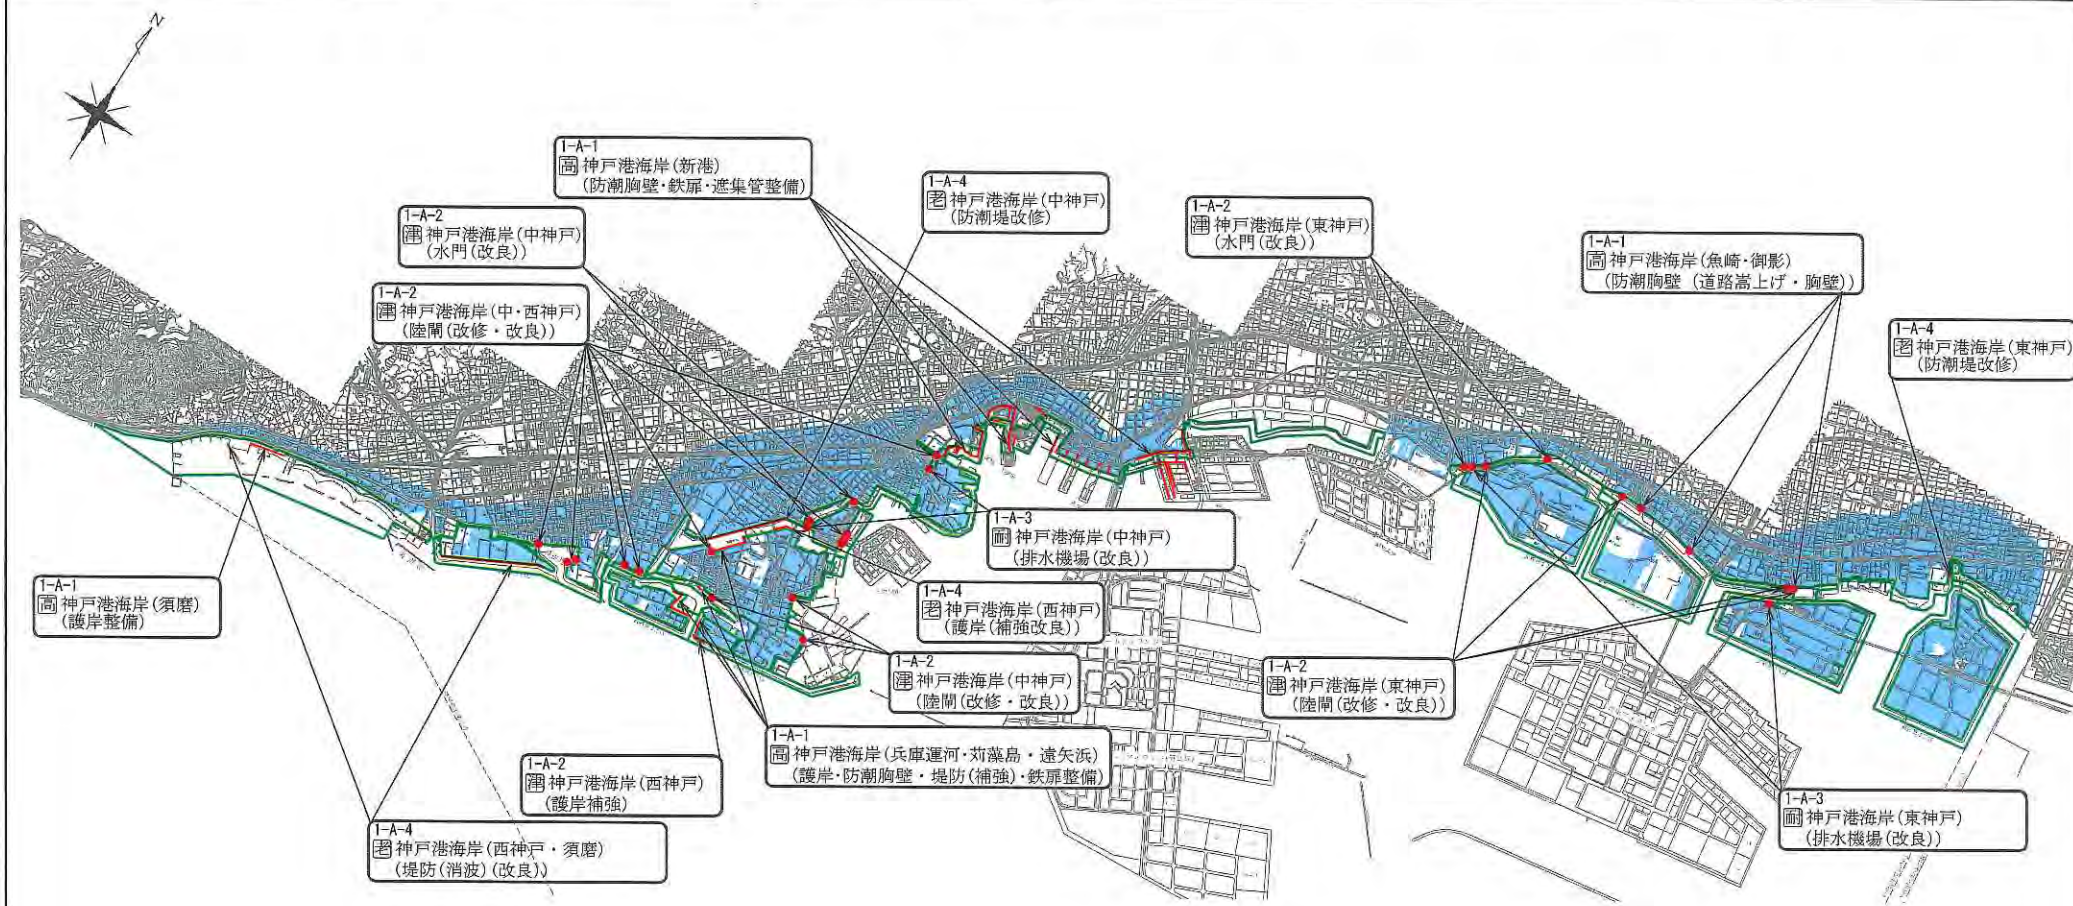 N
1-A-1
高 神戸港海岸(新港)
(防潮胸壁・鉄扉・遮集管整備)
1-A-4
老 神戸港海岸(中神戸)
(防潮堤改修)
1-A-2
津 神戸港海岸(中神戸)
(水門(改良))
1-A-2
津 神戸港海岸(東神戸)
(水門(改良))
1-A-1
高 神戸港海岸(魚崎・御影)
(防潮胸壁 (道路嵩上げ・胸壁))
1-A-2
津 神戸港海岸(中・西神戸)
(陸閘(改修・改良))
1-A-4
老 神戸港海岸(東神戸)
(防潮堤改修)
1-A-3
耐 神戸港海岸(中神戸)
(排水機場(改良))
1-A-1
高 神戸港海岸(須磨)
(護岸整備)
1-A-4
老 神戸港海岸(西神戸)
(護岸(補強改良))
1-A-2
津 神戸港海岸(中神戸)
(陸閘(改修・改良))
1-A-2
津 神戸港海岸(東神戸)
(陸閘(改修・改良))
1-A-1
高 神戸港海岸(兵庫運河・苅藻島・遠矢浜)
(護岸・防潮胸壁・堤防(補強)・鉄扉整備)
1-A-2
津 神戸港海岸(西神戸)
(護岸補強)
1-A-3
耐 神戸港海岸(東神戸)
(排水機場(改良))
1-A-4
老 神戸港海岸(西神戸・須磨)
(堤防(消波)(改良))